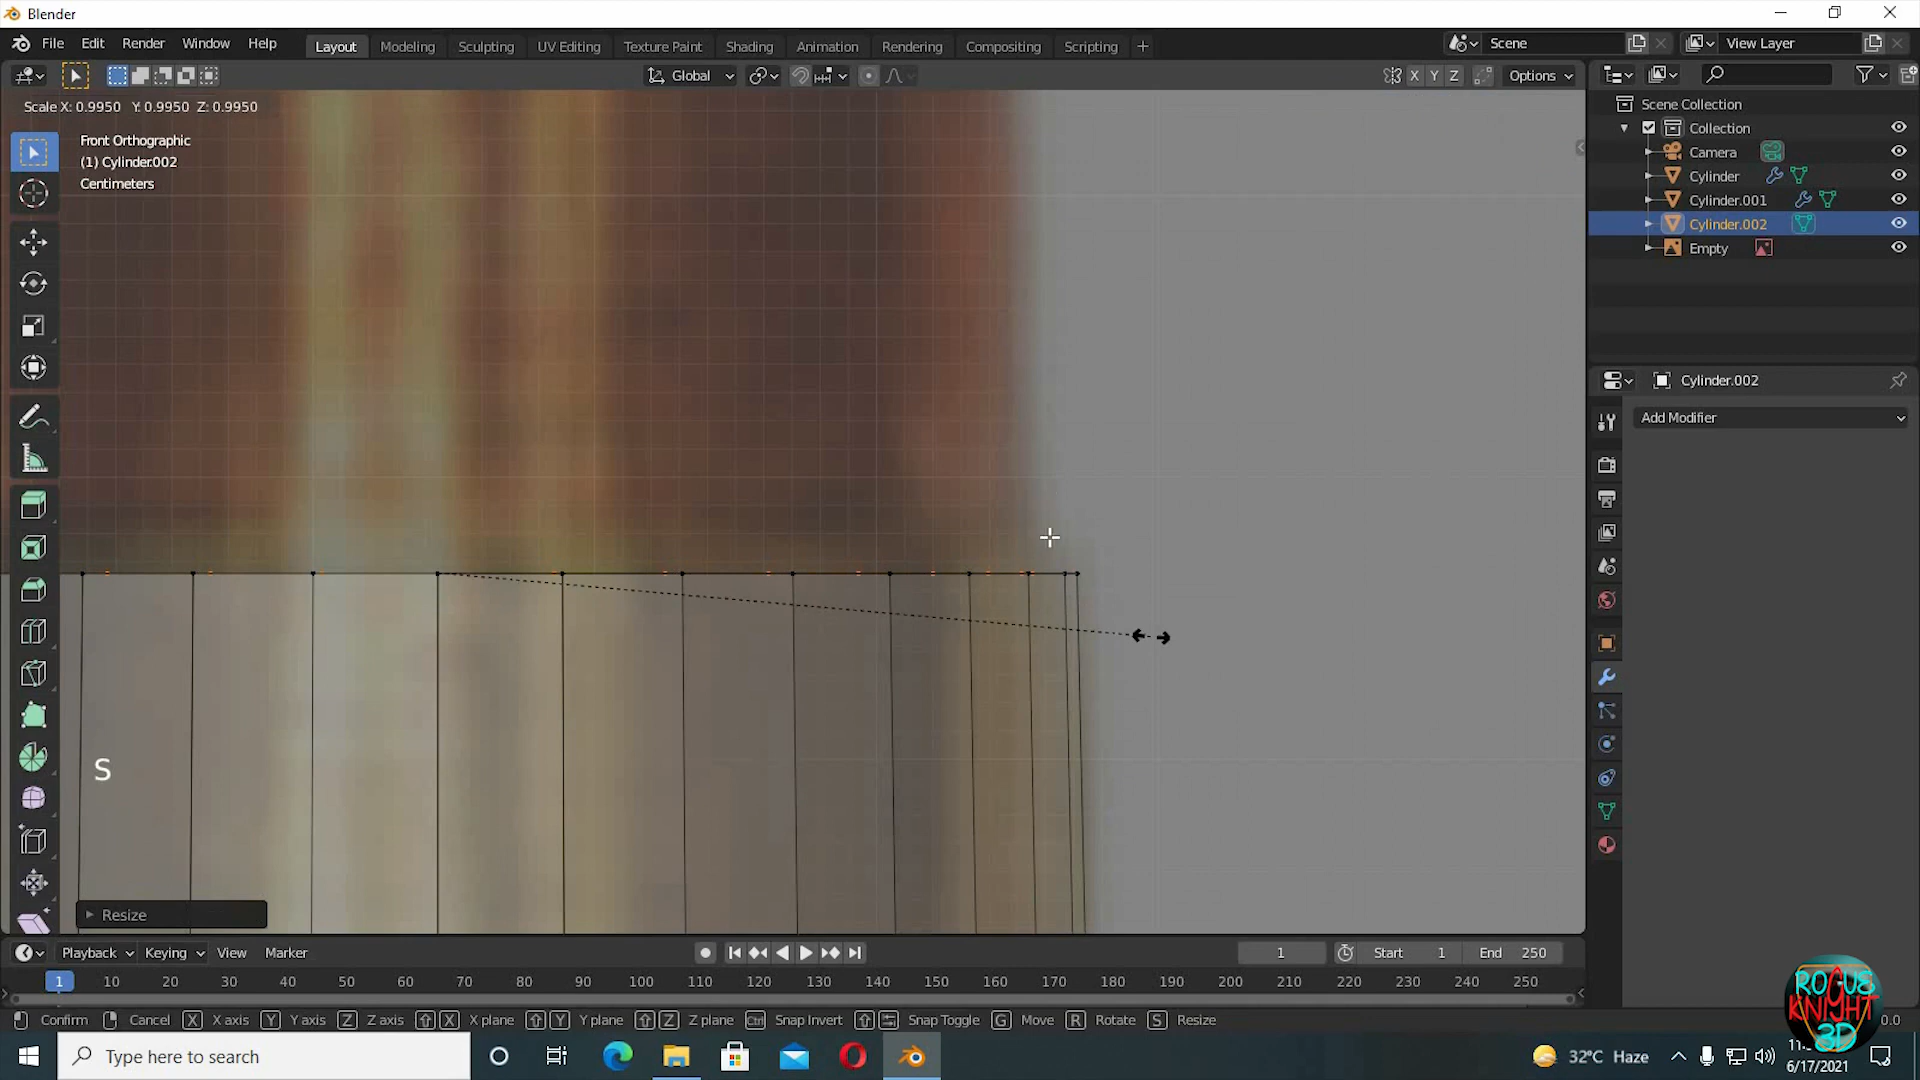 Blender
File Edit Render Window Help
Layout Modeling Sculpting UV Editing Texture Paint Shading Animation Rendering Compositing Scripting
Scene
View Layer
Global
X Y Z
Options
Scale X: 0.9950 Y: 0.9950 Z: 0.9950
Front Orthographic
(1) Cylinder.002
Centimeters
Scene Collection
Collection
Camera
Cylinder
Cylinder.001
Cylinder.002
Empty
Cylinder.002
Add Modifier
S
Resize
Playback Keying View Marker
1
Start 1
End 250
1 10 20 30 40 50 60 70 80 90 100 110 120 130 140 150 160 170 180 190 200 210 220 230 240 250
Confirm Cancel X X axis Y Y axis Z Z axis X X plane Y Y plane Z Z plane Ctrl Snap Invert Snap Toggle G Move R Rotate S Resize
ROGUE
KNIGHT
3D
Type here to search
32°C Haze
6/17/2021